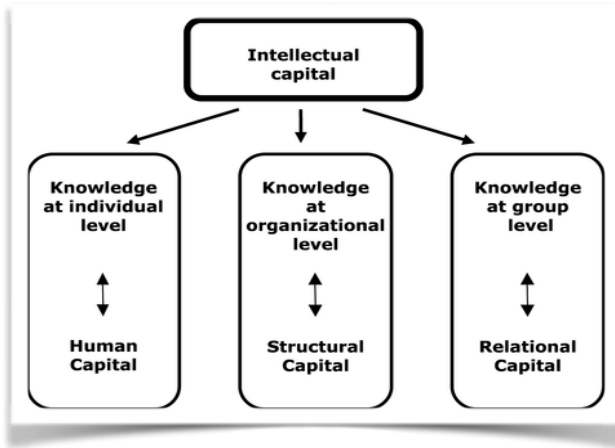 Intellectual
capital
Knowledge
at individual
level
Human
Capital
Knowledge
at
organizational
level
Structural
Capital
Knowledge
at group
level
Relational
Capital